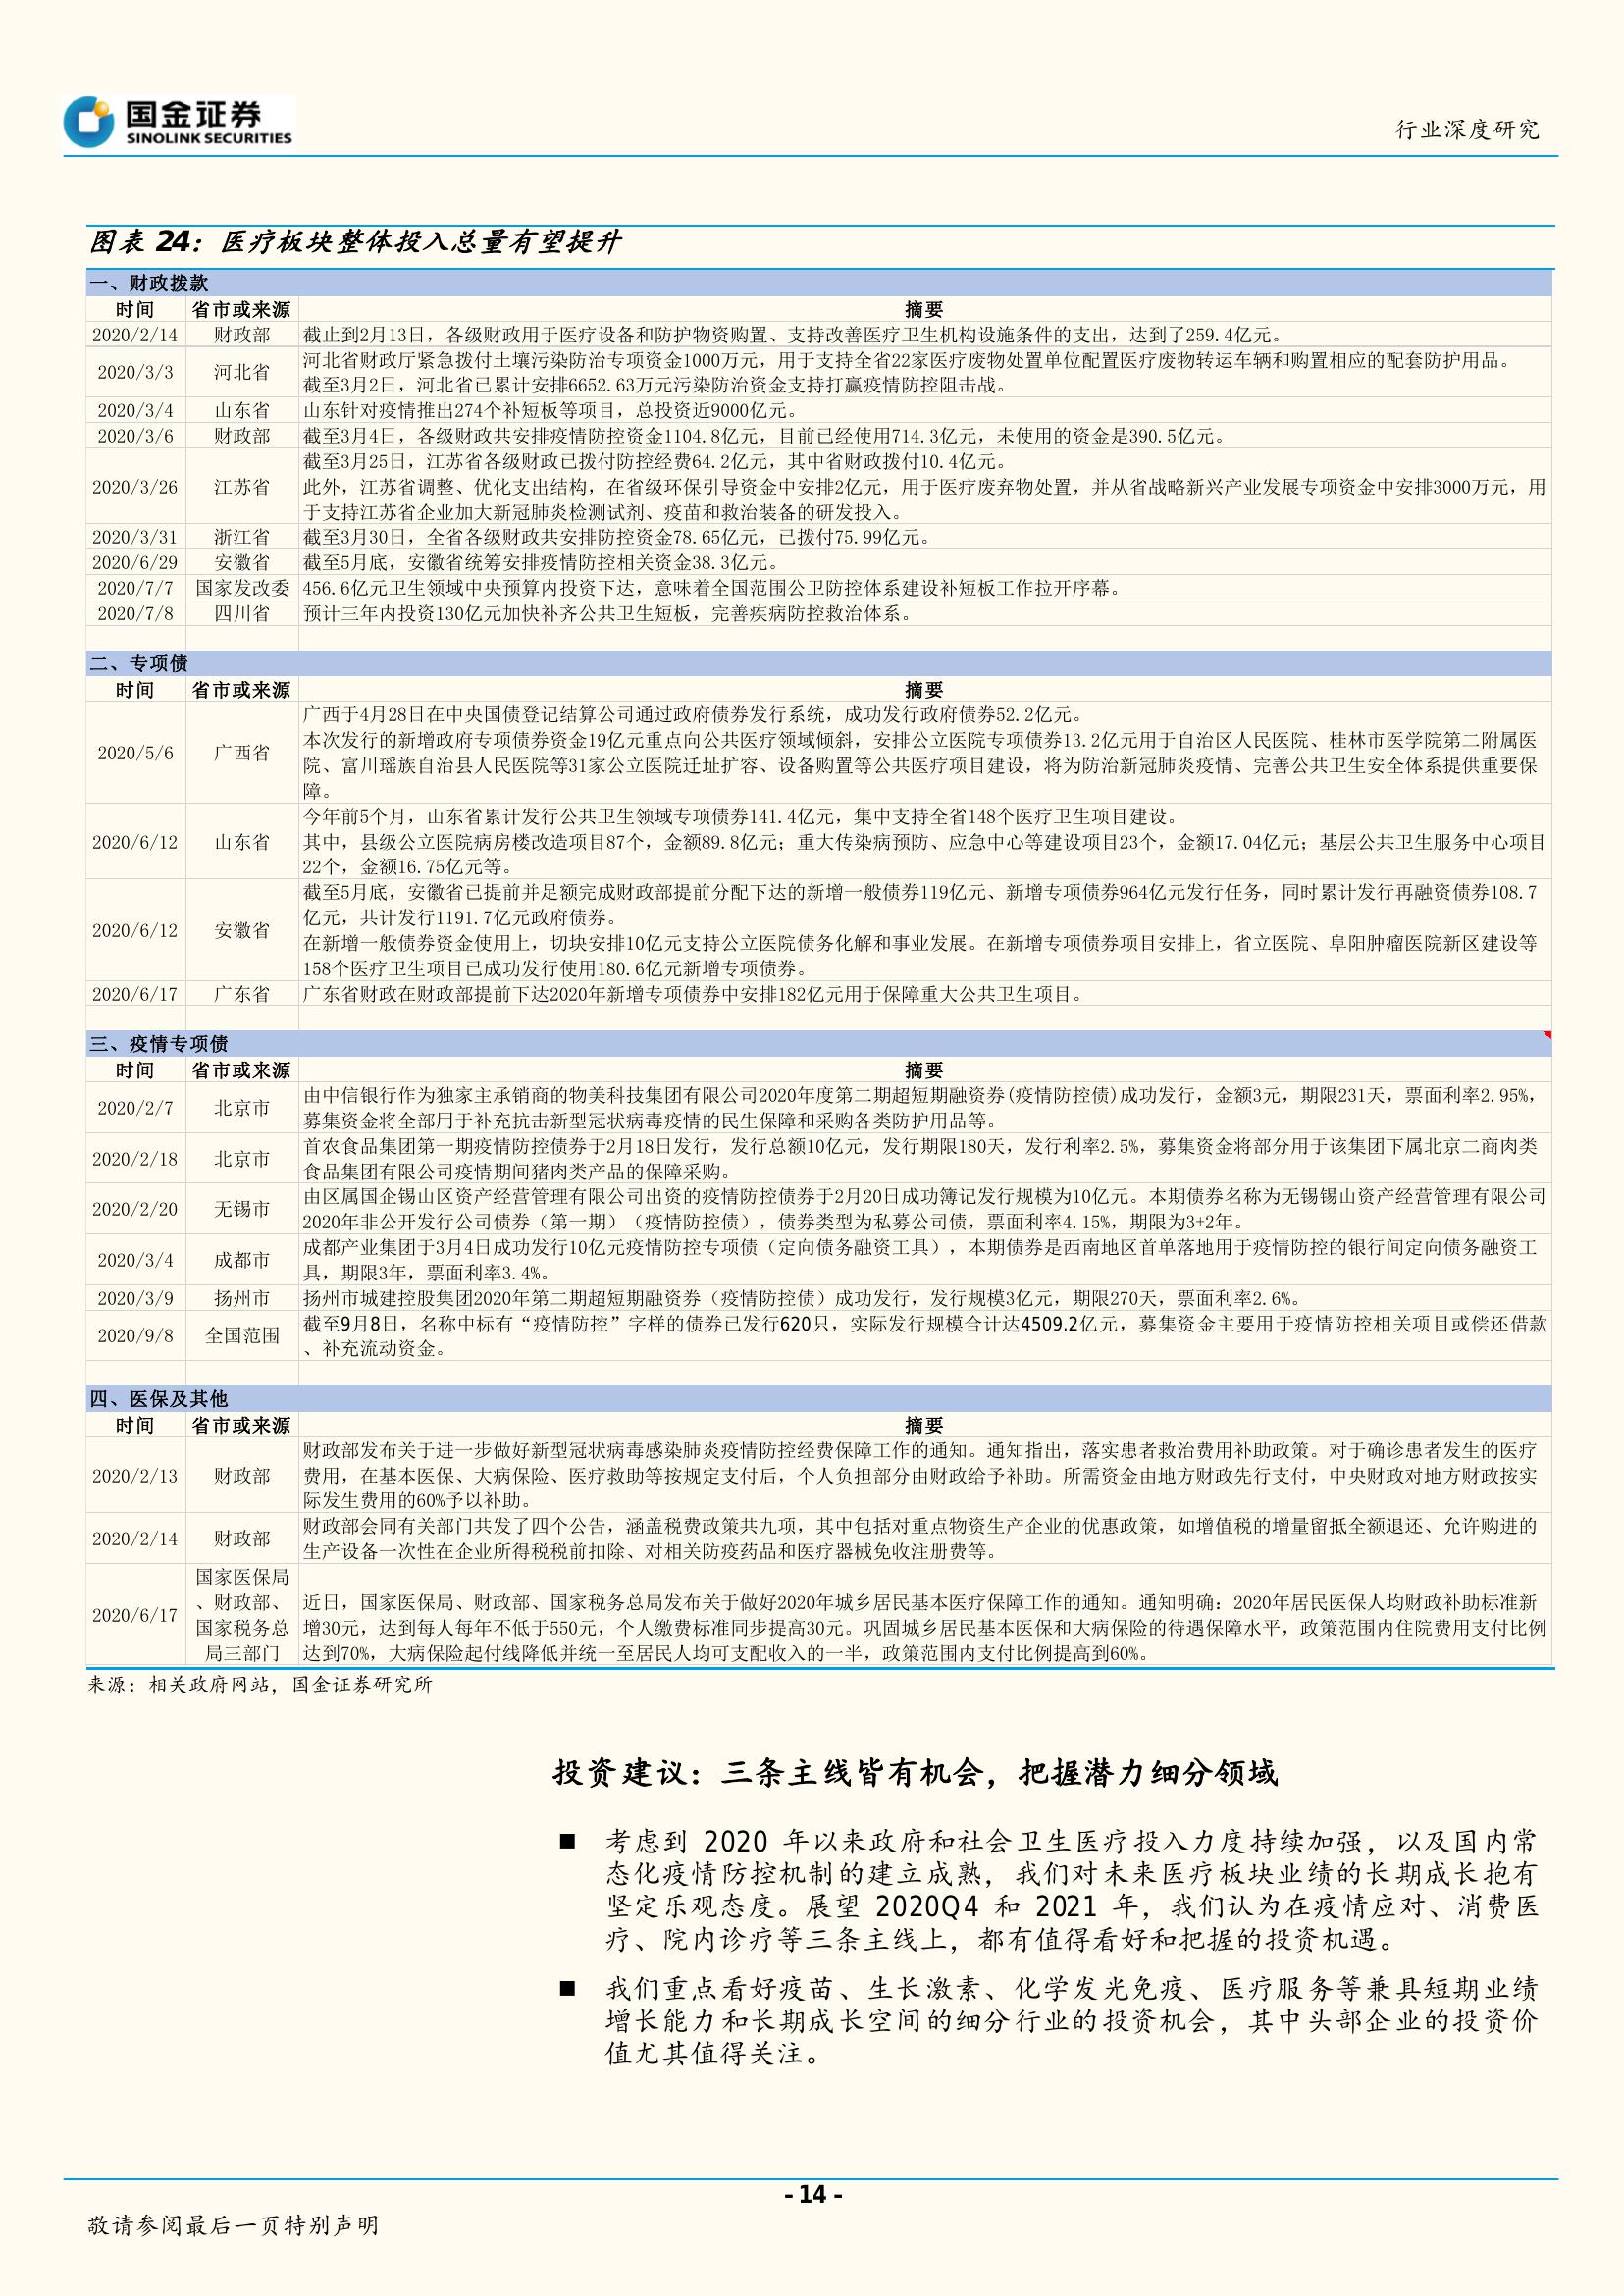 国金证券
SINOLINK SECURITIES
行业深度研究
图表 24：医疗板块整体投入总量有望提升
一、财政拨款
时间 省市或来源 摘要
2020/2/14 财政部 截止到2月13日，各级财政用于医疗设备和防护物资购置、支持改善医疗卫生机构设施条件的支出，达到了259.4亿元。
2020/3/3 河北省 河北省财政厅紧急拨付土壤污染防治专项资金1000万元，用于支持全省22家医疗废物处置单位配置医疗废物转运车辆和购置相应的配套防护用品。
截至3月2日，河北省已累计安排6652.63万元污染防治资金支持打赢疫情防控阻击战。
2020/3/4 山东省 山东针对疫情推出274个补短板等项目，总投资近9000亿元。
2020/3/6 财政部 截至3月4日，各级财政共安排疫情防控资金1104.8亿元，目前已经使用714.3亿元，未使用的资金是390.5亿元。
2020/3/26 江苏省 截至3月25日，江苏省各级财政已拨付防控经费64.2亿元，其中省财政拨付10.4亿元。
此外，江苏省调整、优化支出结构，在省级环保引导资金中安排2亿元，用于医疗废弃物处置，并从省战略新兴产业发展专项资金中安排3000万元，用
于支持江苏省企业加大新冠肺炎检测试剂、疫苗和救治装备的研发投入。
2020/3/31 浙江省 截至3月30日，全省各级财政共安排防控资金78.65亿元，已拨付75.99亿元。
2020/6/29 安徽省 截至5月底，安徽省统筹安排疫情防控相关资金38.3亿元。
2020/7/7 国家发改委 456.6亿元卫生领域中央预算内投资下达，意味着全国范围公卫防控体系建设补短板工作拉开序幕。
2020/7/8 四川省 预计三年内投资130亿元加快补齐公共卫生短板，完善疾病防控救治体系。
二、专项债
时间 省市或来源 摘要
2020/5/6 广西省 广西于4月28日在中央国债登记结算公司通过政府债券发行系统，成功发行政府债券52.2亿元。
本次发行的新增政府专项债券资金19亿元重点向公共医疗领域倾斜，安排公立医院专项债券13.2亿元用于自治区人民医院、桂林市医学院第二附属医
院、富川瑶族自治县人民医院等31家公立医院迁址扩容、设备购置等公共医疗项目建设，将为防治新冠肺炎疫情、完善公共卫生安全体系提供重要保
障。
2020/6/12 山东省 今年前5个月，山东省累计发行公共卫生领域专项债券141.4亿元，集中支持全省148个医疗卫生项目建设。
其中，县级公立医院病房楼改造项目87个，金额89.8亿元；重大传染病预防、应急中心等建设项目23个，金额17.04亿元；基层公共卫生服务中心项目
22个，金额16.75亿元等。
2020/6/12 安徽省 截至5月底，安徽省已提前并足额完成财政部提前分配下达的新增一般债券119亿元、新增专项债券964亿元发行任务，同时累计发行再融资债券108.7
亿元，共计发行1191.7亿元政府债券。
在新增一般债券资金使用上，切块安排10亿元支持公立医院债务化解和事业发展。在新增专项债券项目安排上，省立医院、阜阳肿瘤医院新区建设等
158个医疗卫生项目已成功发行使用180.6亿元新增专项债券。
2020/6/17 广东省 广东省财政在财政部提前下达2020年新增专项债券中安排182亿元用于保障重大公共卫生项目。
三、疫情专项债
时间 省市或来源 摘要
2020/2/7 北京市 由中信银行作为独家主承销商的物美科技集团有限公司2020年度第二期超短期融资券(疫情防控债)成功发行，金额3元，期限231天，票面利率2.95%，
募集资金将全部用于补充抗击新型冠状病毒疫情的民生保障和采购各类防护用品等。
2020/2/18 北京市 首农食品集团第一期疫情防控债券于2月18日发行，发行总额10亿元，发行期限180天，发行利率2.5%，募集资金将部分用于该集团下属北京二商肉类
食品集团有限公司疫情期间猪肉类产品的保障采购。
2020/2/20 无锡市 由区属国企锡山区资产经营管理有限公司出资的疫情防控债券于2月20日成功簿记发行规模为10亿元。本期债券名称为无锡锡山资产经营管理有限公司
2020年非公开发行公司债券（第一期）（疫情防控债），债券类型为私募公司债，票面利率4.15%，期限为3+2年。
2020/3/4 成都市 成都产业集团于3月4日成功发行10亿元疫情防控专项债（定向债务融资工具），本期债券是西南地区首单落地用于疫情防控的银行间定向债务融资工
具，期限3年，票面利率3.4%。
2020/3/9 扬州市 扬州市城建控股集团2020年第二期超短期融资券（疫情防控债）成功发行，发行规模3亿元，期限270天，票面利率2.6%。
2020/9/8 全国范围 截至9月8日，名称中标有“疫情防控”字样的债券已发行620只，实际发行规模合计达4509.2亿元，募集资金主要用于疫情防控相关项目或偿还借款
、补充流动资金。
四、医保及其他
时间 省市或来源 摘要
2020/2/13 财政部 财政部发布关于进一步做好新型冠状病毒感染肺炎疫情防控经费保障工作的通知。通知指出，落实患者救治费用补助政策。对于确诊患者发生的医疗
费用，在基本医保、大病保险、医疗救助等按规定支付后，个人负担部分由财政给予补助。所需资金由地方财政先行支付，中央财政对地方财政按实
际发生费用的60%予以补助。
2020/2/14 财政部 财政部会同有关部门共发了四个公告，涵盖税费政策共九项，其中包括对重点物资生产企业的优惠政策，如增值税的增量留抵全额退还、允许购进的
生产设备一次性在企业所得税税前扣除、对相关防疫药品和医疗器械免收注册费等。
2020/6/17 国家医保局
、财政部、
国家税务总
局三部门
近日，国家医保局、财政部、国家税务总局发布关于做好2020年城乡居民基本医疗保障工作的通知。通知明确：2020年居民医保人均财政补助标准新
增30元，达到每人每年不低于550元，个人缴费标准同步提高30元。巩固城乡居民基本医保和大病保险的待遇保障水平，政策范围内住院费用支付比例
达到70%，大病保险起付线降低并统一至居民人均可支配收入的一半，政策范围内支付比例提高到60%。
来源：相关政府网站，国金证券研究所
投资建议：三条主线皆有机会，把握潜力细分领域
■ 考虑到 2020 年以来政府和社会卫生医疗投入力度持续加强，以及国内常
态化疫情防控机制的建立成熟，我们对未来医疗板块业绩的长期成长抱有
坚定乐观态度。展望 2020Q4 和 2021 年，我们认为在疫情应对、消费医
疗、院内诊疗等三条主线上，都有值得看好和把握的投资机遇。
■ 我们重点看好疫苗、生长激素、化学发光免疫、医疗服务等兼具短期业绩
增长能力和长期成长空间的细分行业的投资机会，其中头部企业的投资价
值尤其值得关注。
- 14 -
敬请参阅最后一页特别声明